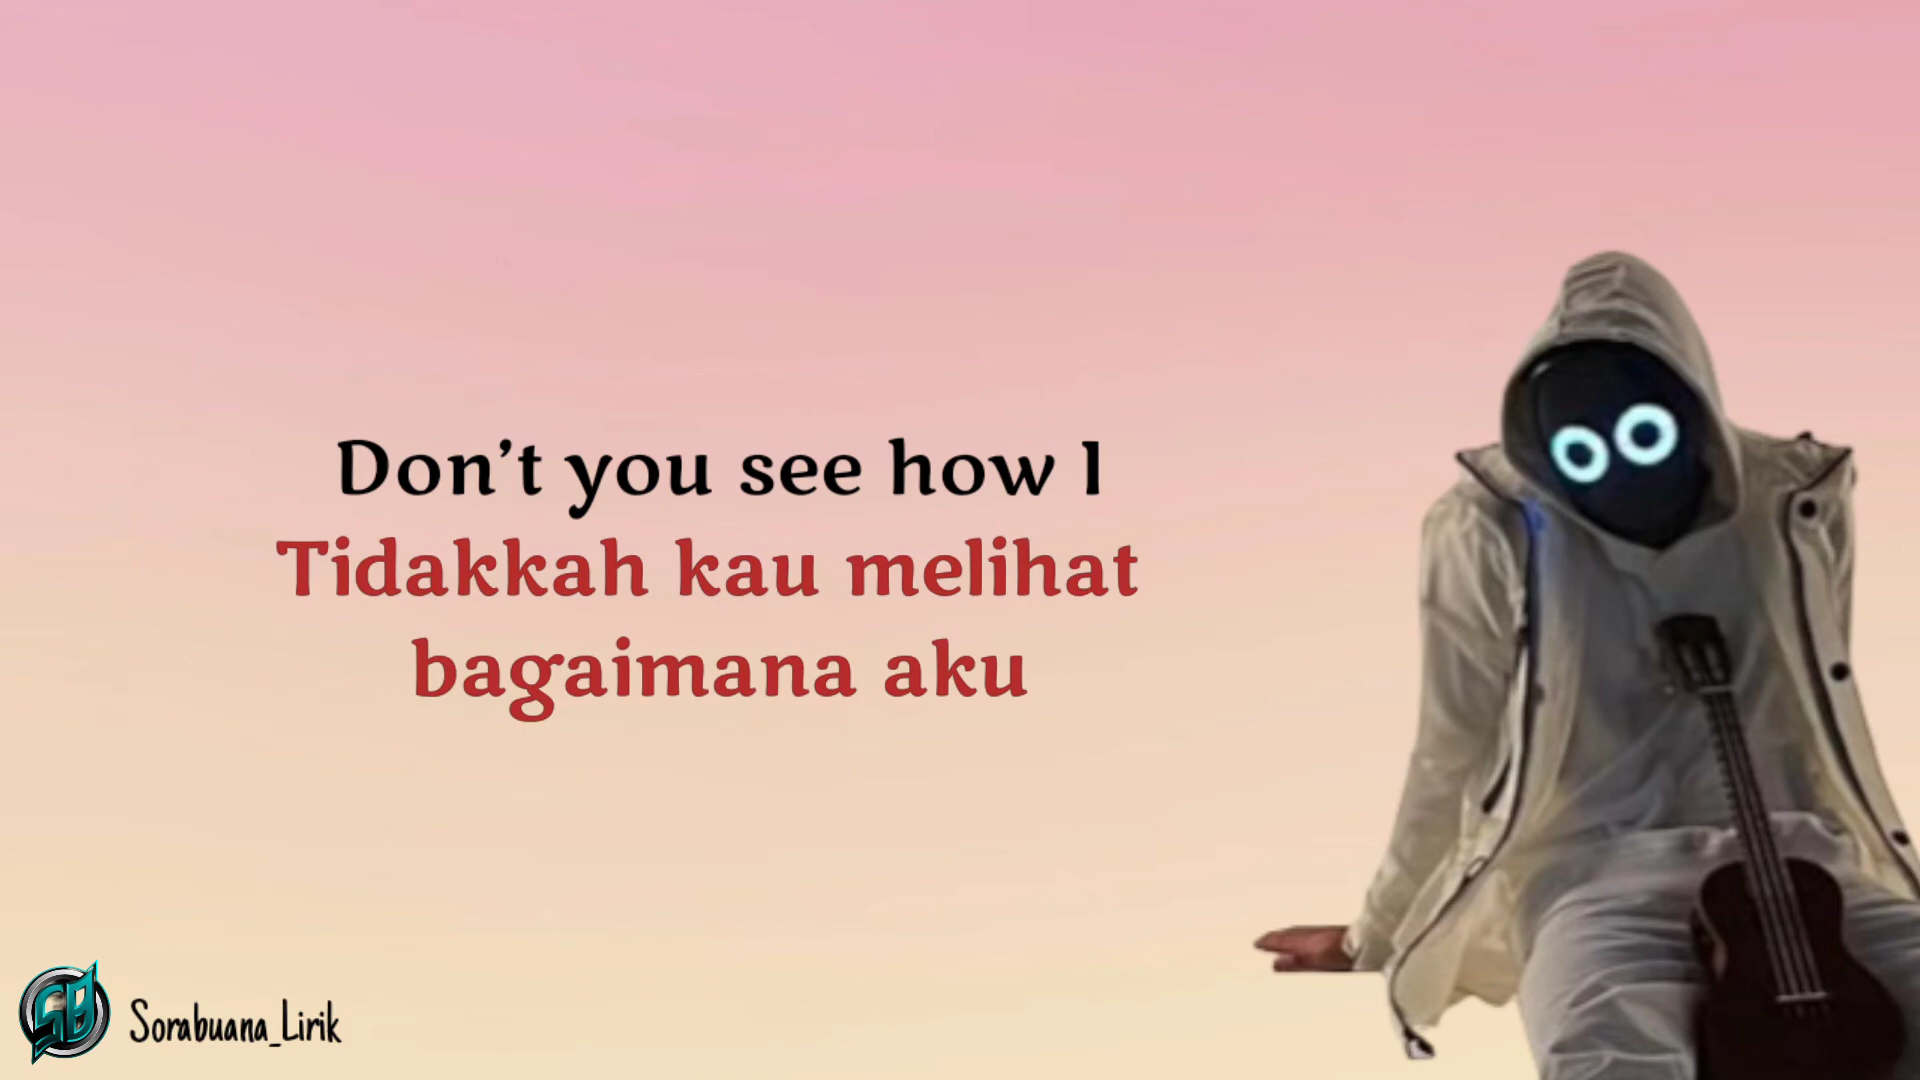 Don't you see how I
Tidakkah kau melihat
bagaimana aku
Sorabuana_Lirik